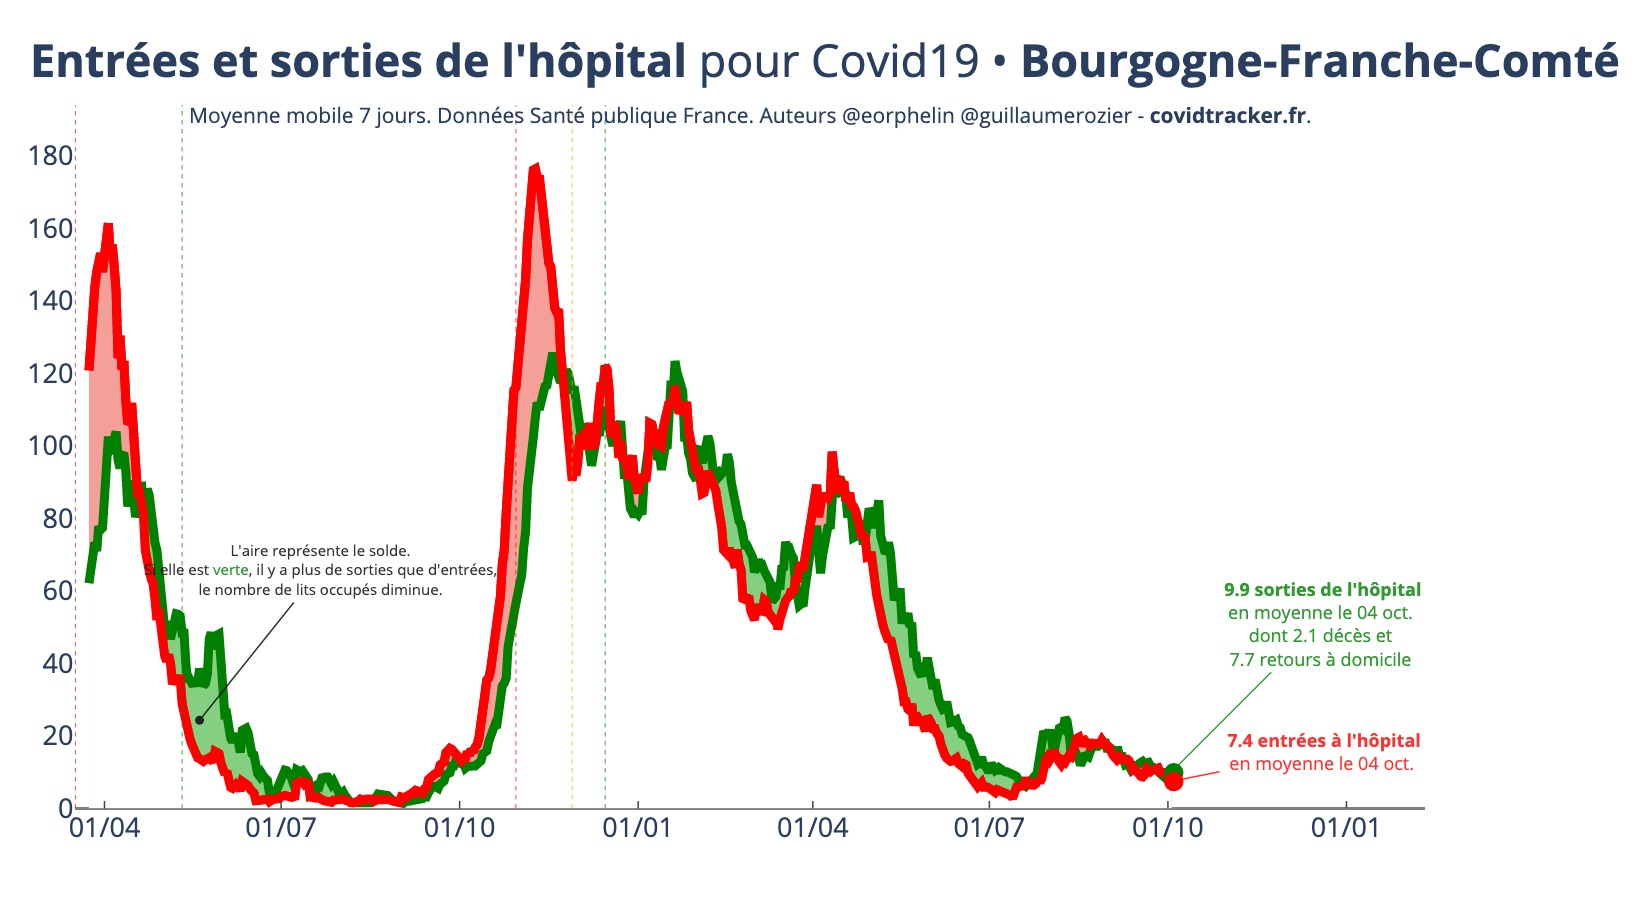 Entrées et sorties de l'hôpital pour Covid19 • Bourgogne-Franche-Comté
Moyenne mobile 7 jours. Données Santé publique France. Auteurs @eorphelin @guillaumerozier - covidtracker.fr.
180
160
140
120
100
80
60
40
20
0
L'aire représente le solde.
Si elle est verte, il y a plus de sorties que d'entrées,
le nombre de lits occupés diminue.
9.9 sorties de l'hôpital
en moyenne le 04 oct.
dont 2.1 décès et
7.7 retours à domicile
7.4 entrées à l'hôpital
en moyenne le 04 oct.
01/04 01/07 01/10 01/01 01/04 01/07 01/10 01/01